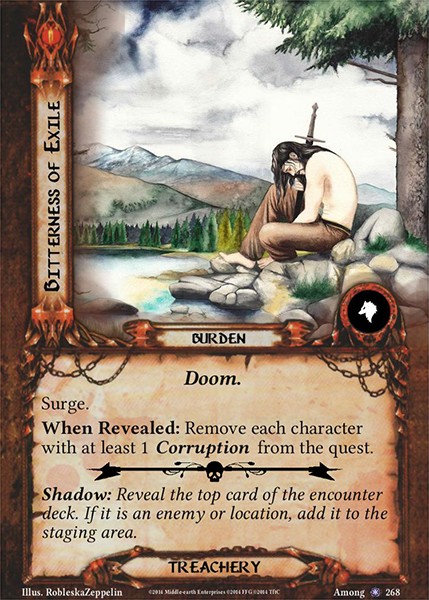 Bitterness of Exile
Burden
Doom.
Surge.
When Revealed: Remove each character
with at least 1 Corruption from the quest.
Shadow: Reveal the top card of the encounter
deck. If it is an enemy or location, add it to the
staging area.
Treachery
Illus. RobleskaZeppelin
©2014 Middle-earth Enterprises ©2014 FFG ©2014 TftC
Among
268